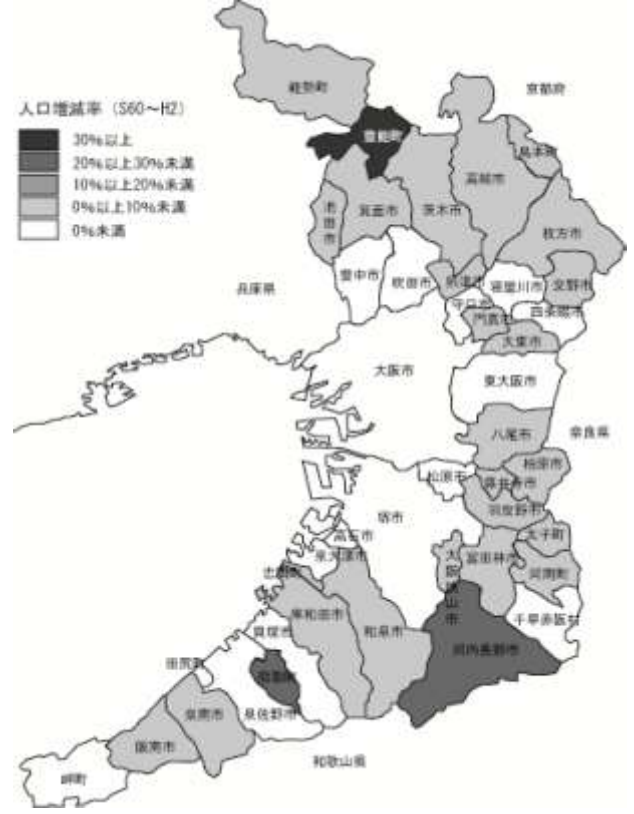 能勢町
京都府
人口増減率（S60～H2）
30%以上
20%以上30%未満
10%以上20%未満
0%以上10%未満
0%未満
豊能町
島本町
高槻市
茨木市
箕面市
池田市
枚方市
豊中市
吹田市
摂津市
寝屋川市
交野市
守口市
門真市
四条畷市
兵庫県
大東市
大阪市
東大阪市
奈良県
八尾市
松原市
柏原市
藤井寺市
羽曳野市
堺市
高石市
泉大津市
忠岡町
大阪狭山市
富田林市
太子町
河南町
千早赤阪村
岸和田市
和泉市
貝塚市
河内長野市
田尻町
熊取町
泉佐野市
泉南市
阪南市
岬町
和歌山県